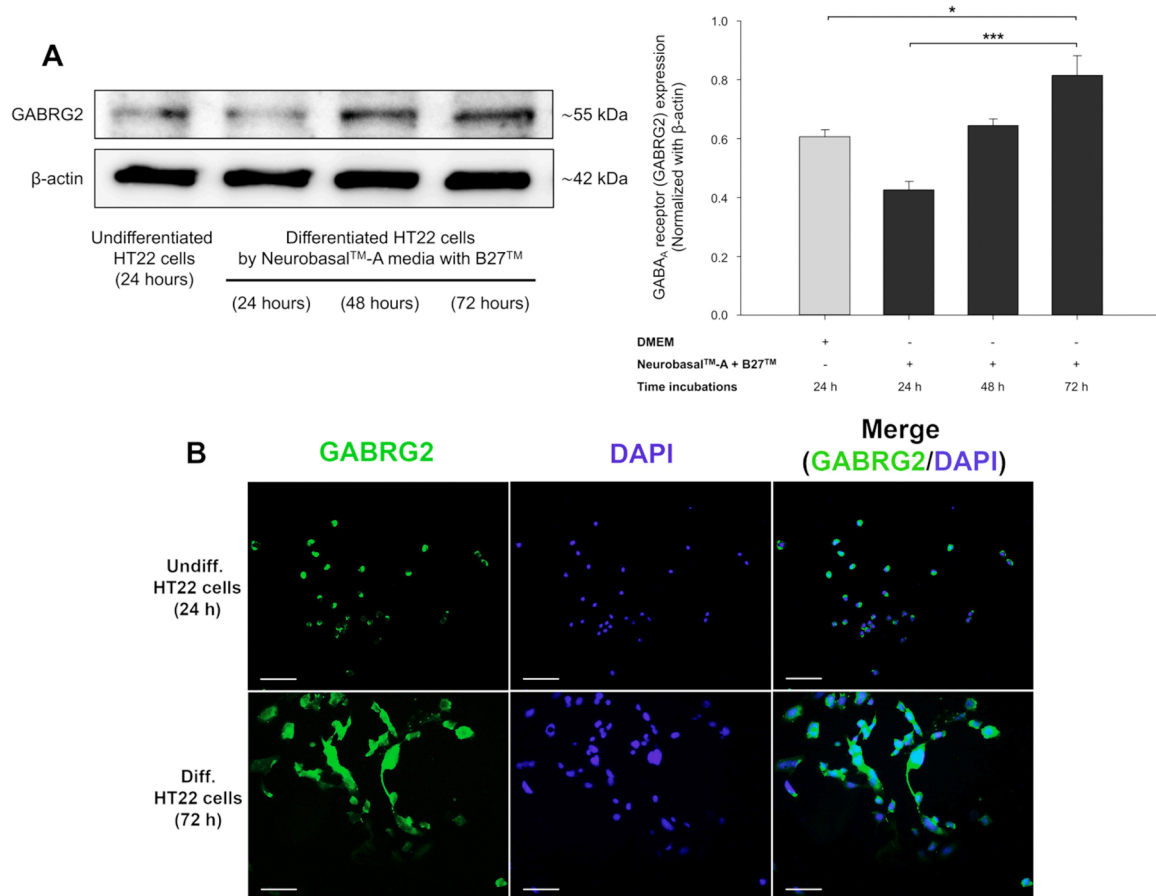 A
GABRG2
~55 kDa
β-actin
~42 kDa
Undifferentiated
HT22 cells
(24 hours)
Differentiated HT22 cells
by Neurobasal™-A media with B27™
(24 hours) (48 hours) (72 hours)
GABAA receptor (GABRG2) expression
(Normalized with β-actin)
1.0
0.8
0.6
0.4
0.2
0.0
*
***
DMEM + - - -
Neurobasal™-A + B27™ - + + +
Time incubations 24 h 24 h 48 h 72 h
B
GABRG2
DAPI
Merge
(GABRG2/DAPI)
Undiff.
HT22 cells
(24 h)
Diff.
HT22 cells
(72 h)